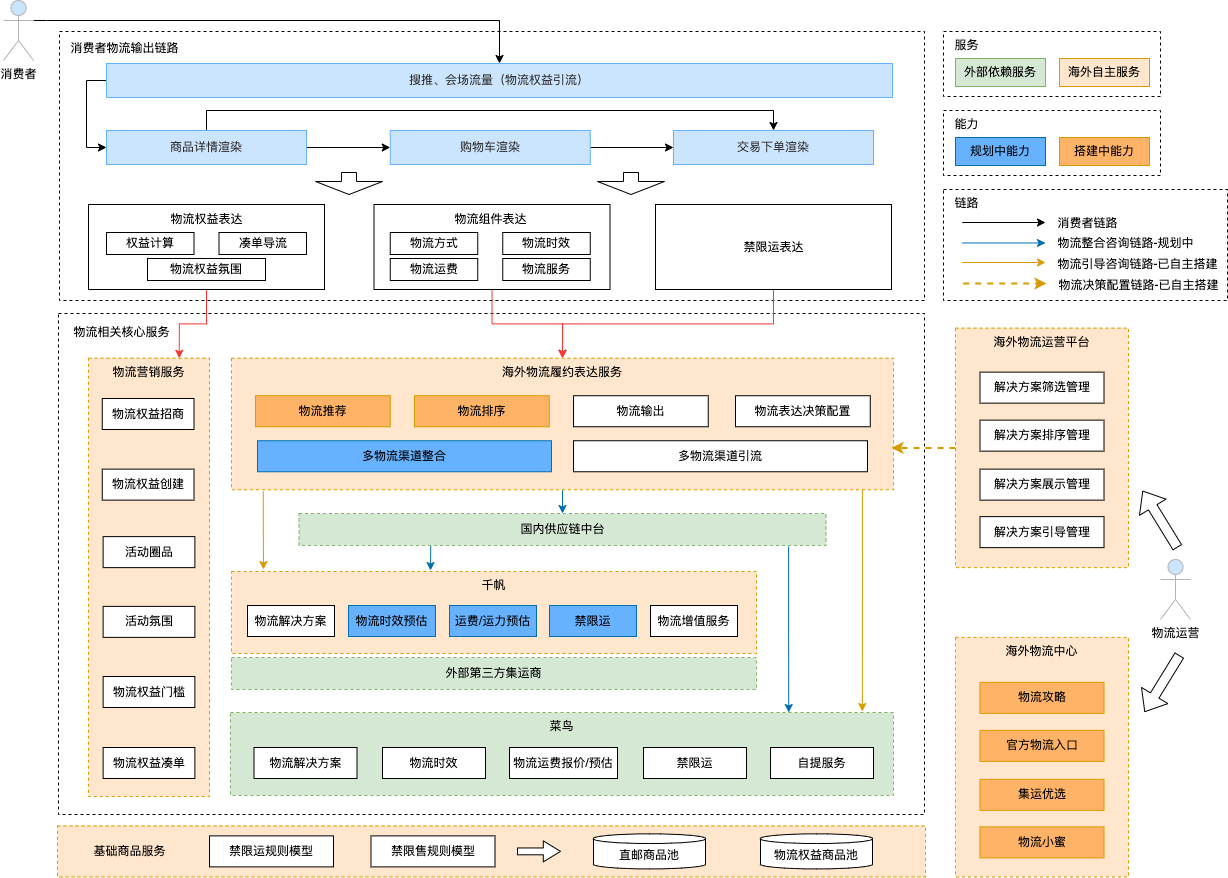 消费者
消费者物流输出链路
搜推、会场流量（物流权益引流）
商品详情渲染
购物车渲染
交易下单渲染
物流权益表达
权益计算
凑单导流
物流权益氛围
物流组件表达
物流方式
物流时效
物流运费
物流服务
禁限运表达
服务
外部依赖服务
海外自主服务
能力
规划中能力
搭建中能力
链路
消费者链路
物流整合咨询链路-规划中
物流引导咨询链路-已自主搭建
物流决策配置链路-已自主搭建
物流相关核心服务
物流营销服务
物流权益招商
物流权益创建
活动圈品
活动氛围
物流权益门槛
物流权益凑单
海外物流履约表达服务
物流推荐
物流排序
物流输出
物流表达决策配置
多物流渠道整合
多物流渠道引流
国内供应链中台
千帆
物流解决方案
物流时效预估
运费/运力预估
禁限运
物流增值服务
外部第三方集运商
菜鸟
物流解决方案
物流时效
物流运费报价/预估
禁限运
自提服务
海外物流运营平台
解决方案筛选管理
解决方案排序管理
解决方案展示管理
解决方案引导管理
物流运营
海外物流中心
物流攻略
官方物流入口
集运优选
物流小蜜
基础商品服务
禁限运规则模型
禁限售规则模型
直邮商品池
物流权益商品池